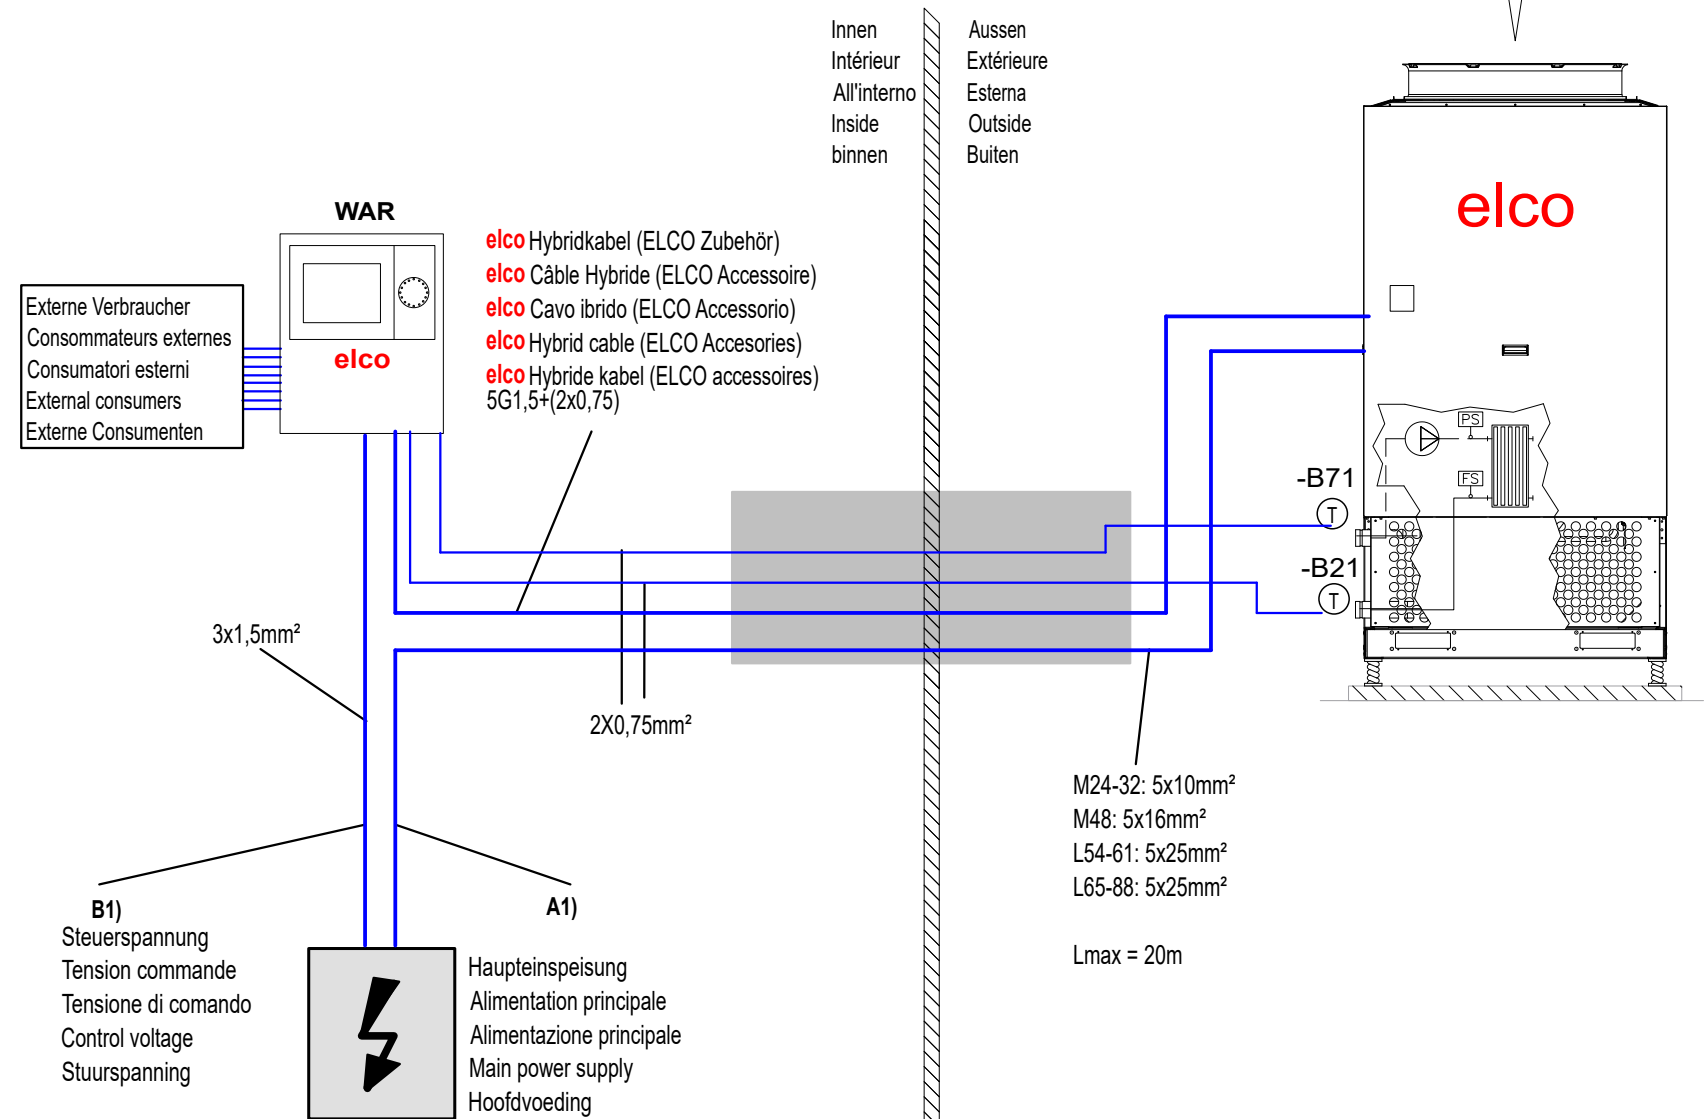 Innen
Intérieur
All'interno
Inside
binnen
Aussen
Extérieure
Esterna
Outside
Buiten
elco
WAR
elco
elco Hybridkabel (ELCO Zubehör)
elco Câble Hybride (ELCO Accessoire)
elco Cavo ibrido (ELCO Accessorio)
elco Hybrid cable (ELCO Accesories)
elco Hybride kabel (ELCO accessoires)
5G1,5+(2x0,75)
Externe Verbraucher
Consommateurs externes
Consumatori esterni
External consumers
Externe Consumenten
PS
FS
-B71
T
-B21
T
3x1,5mm²
2X0,75mm²
M24-32: 5x10mm²
M48: 5x16mm²
L54-61: 5x25mm²
L65-88: 5x25mm²
Lmax = 20m
B1)
Steuerspannung
Tension commande
Tensione di comando
Control voltage
Stuurspanning
A1)
Haupteinspeisung
Alimentation principale
Alimentazione principale
Main power supply
Hoofdvoeding